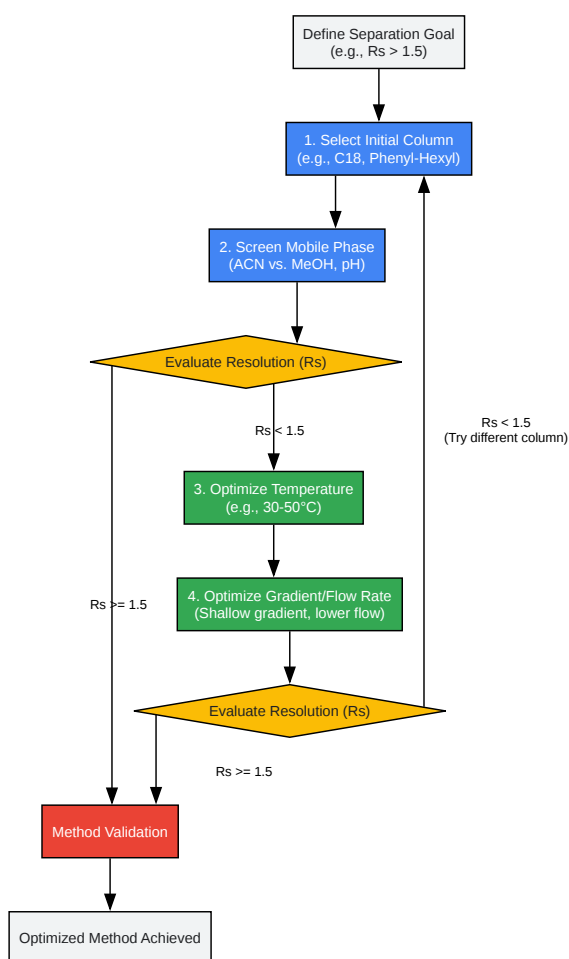 Define Separation Goal
(e.g., Rs > 1.5)
1. Select Initial Column
(e.g., C18, Phenyl-Hexyl)
2. Screen Mobile Phase
(ACN vs. MeOH, pH)
Evaluate Resolution (Rs)
Rs < 1.5
Rs < 1.5
(Try different column)
3. Optimize Temperature
(e.g., 30-50°C)
4. Optimize Gradient/Flow Rate
(Shallow gradient, lower flow)
Rs >= 1.5
Evaluate Resolution (Rs)
Rs >= 1.5
Method Validation
Optimized Method Achieved